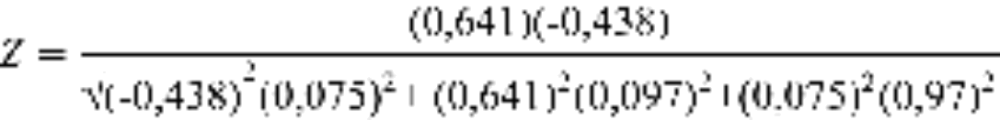 Z = (0,641)(-0,438)
√(-0,438)²(0,075)² + (0,641)²(0,097)² +(0.075)²(0,97)²